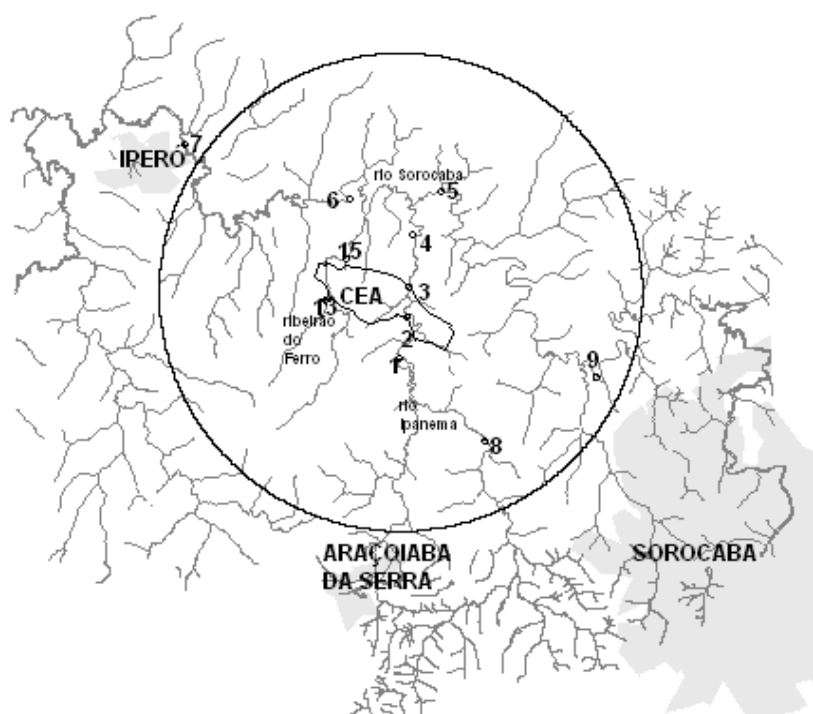 7
IPERÓ
rio Sorocaba
5
6
4
15
CEA
3
13
ribeirão
do
Ferro
2
1
9
rio
Ipanema
8
ARAÇOIABA
DA SERRA
SOROCABA